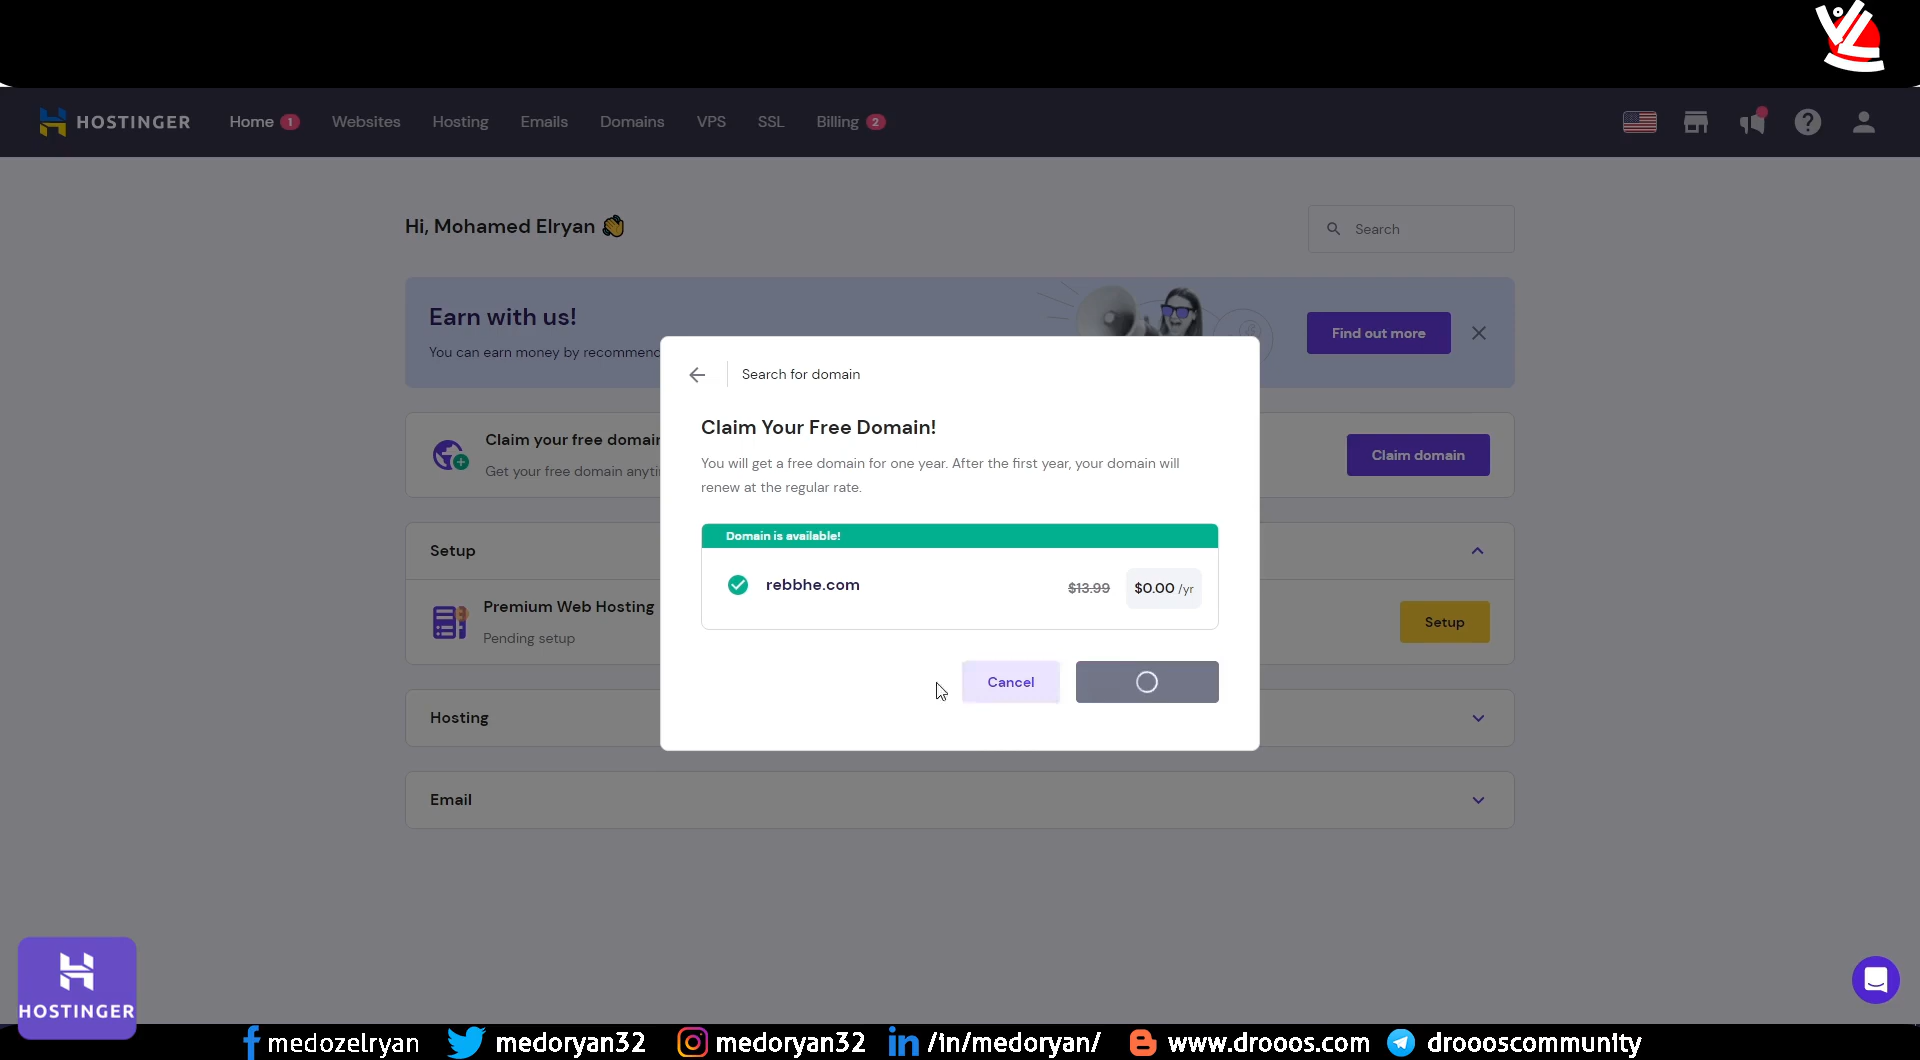 HOSTINGER
Home 1 Websites Hosting Emails Domains VPS SSL Billing 2
Hi, Mohamed Elryan
Search
Earn with us!
You can earn money by recommenc
Find out more
Search for domain
Claim Your Free Domain!
You will get a free domain for one year. After the first year, your domain will
renew at the regular rate.
Domain is available!
rebbhe.com $13.99 $0.00 /yr
Cancel
Claim your free domain
Get your free domain anyti
Claim domain
Setup
Premium Web Hosting
Pending setup
Setup
Hosting
Email
HOSTINGER
medozelryan medoryan32 medoryan32 /in/medoryan/ www.drooos.com droooscommunity